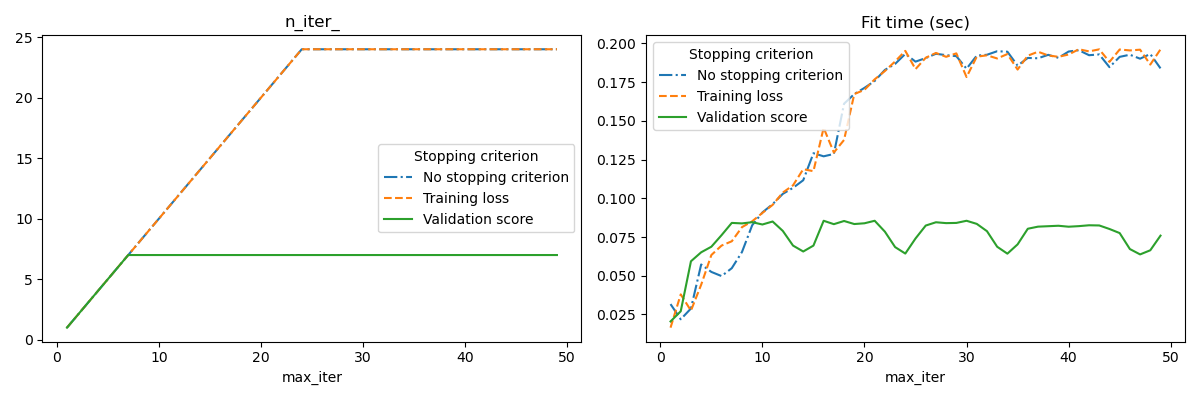 n_iter_
25
20
15
10
5
0
Stopping criterion
No stopping criterion
Training loss
Validation score
0 10 20 30 40 50
max_iter
Fit time (sec)
0.200
0.175
0.150
0.125
0.100
0.075
0.050
0.025
Stopping criterion
No stopping criterion
Training loss
Validation score
0 10 20 30 40 50
max_iter